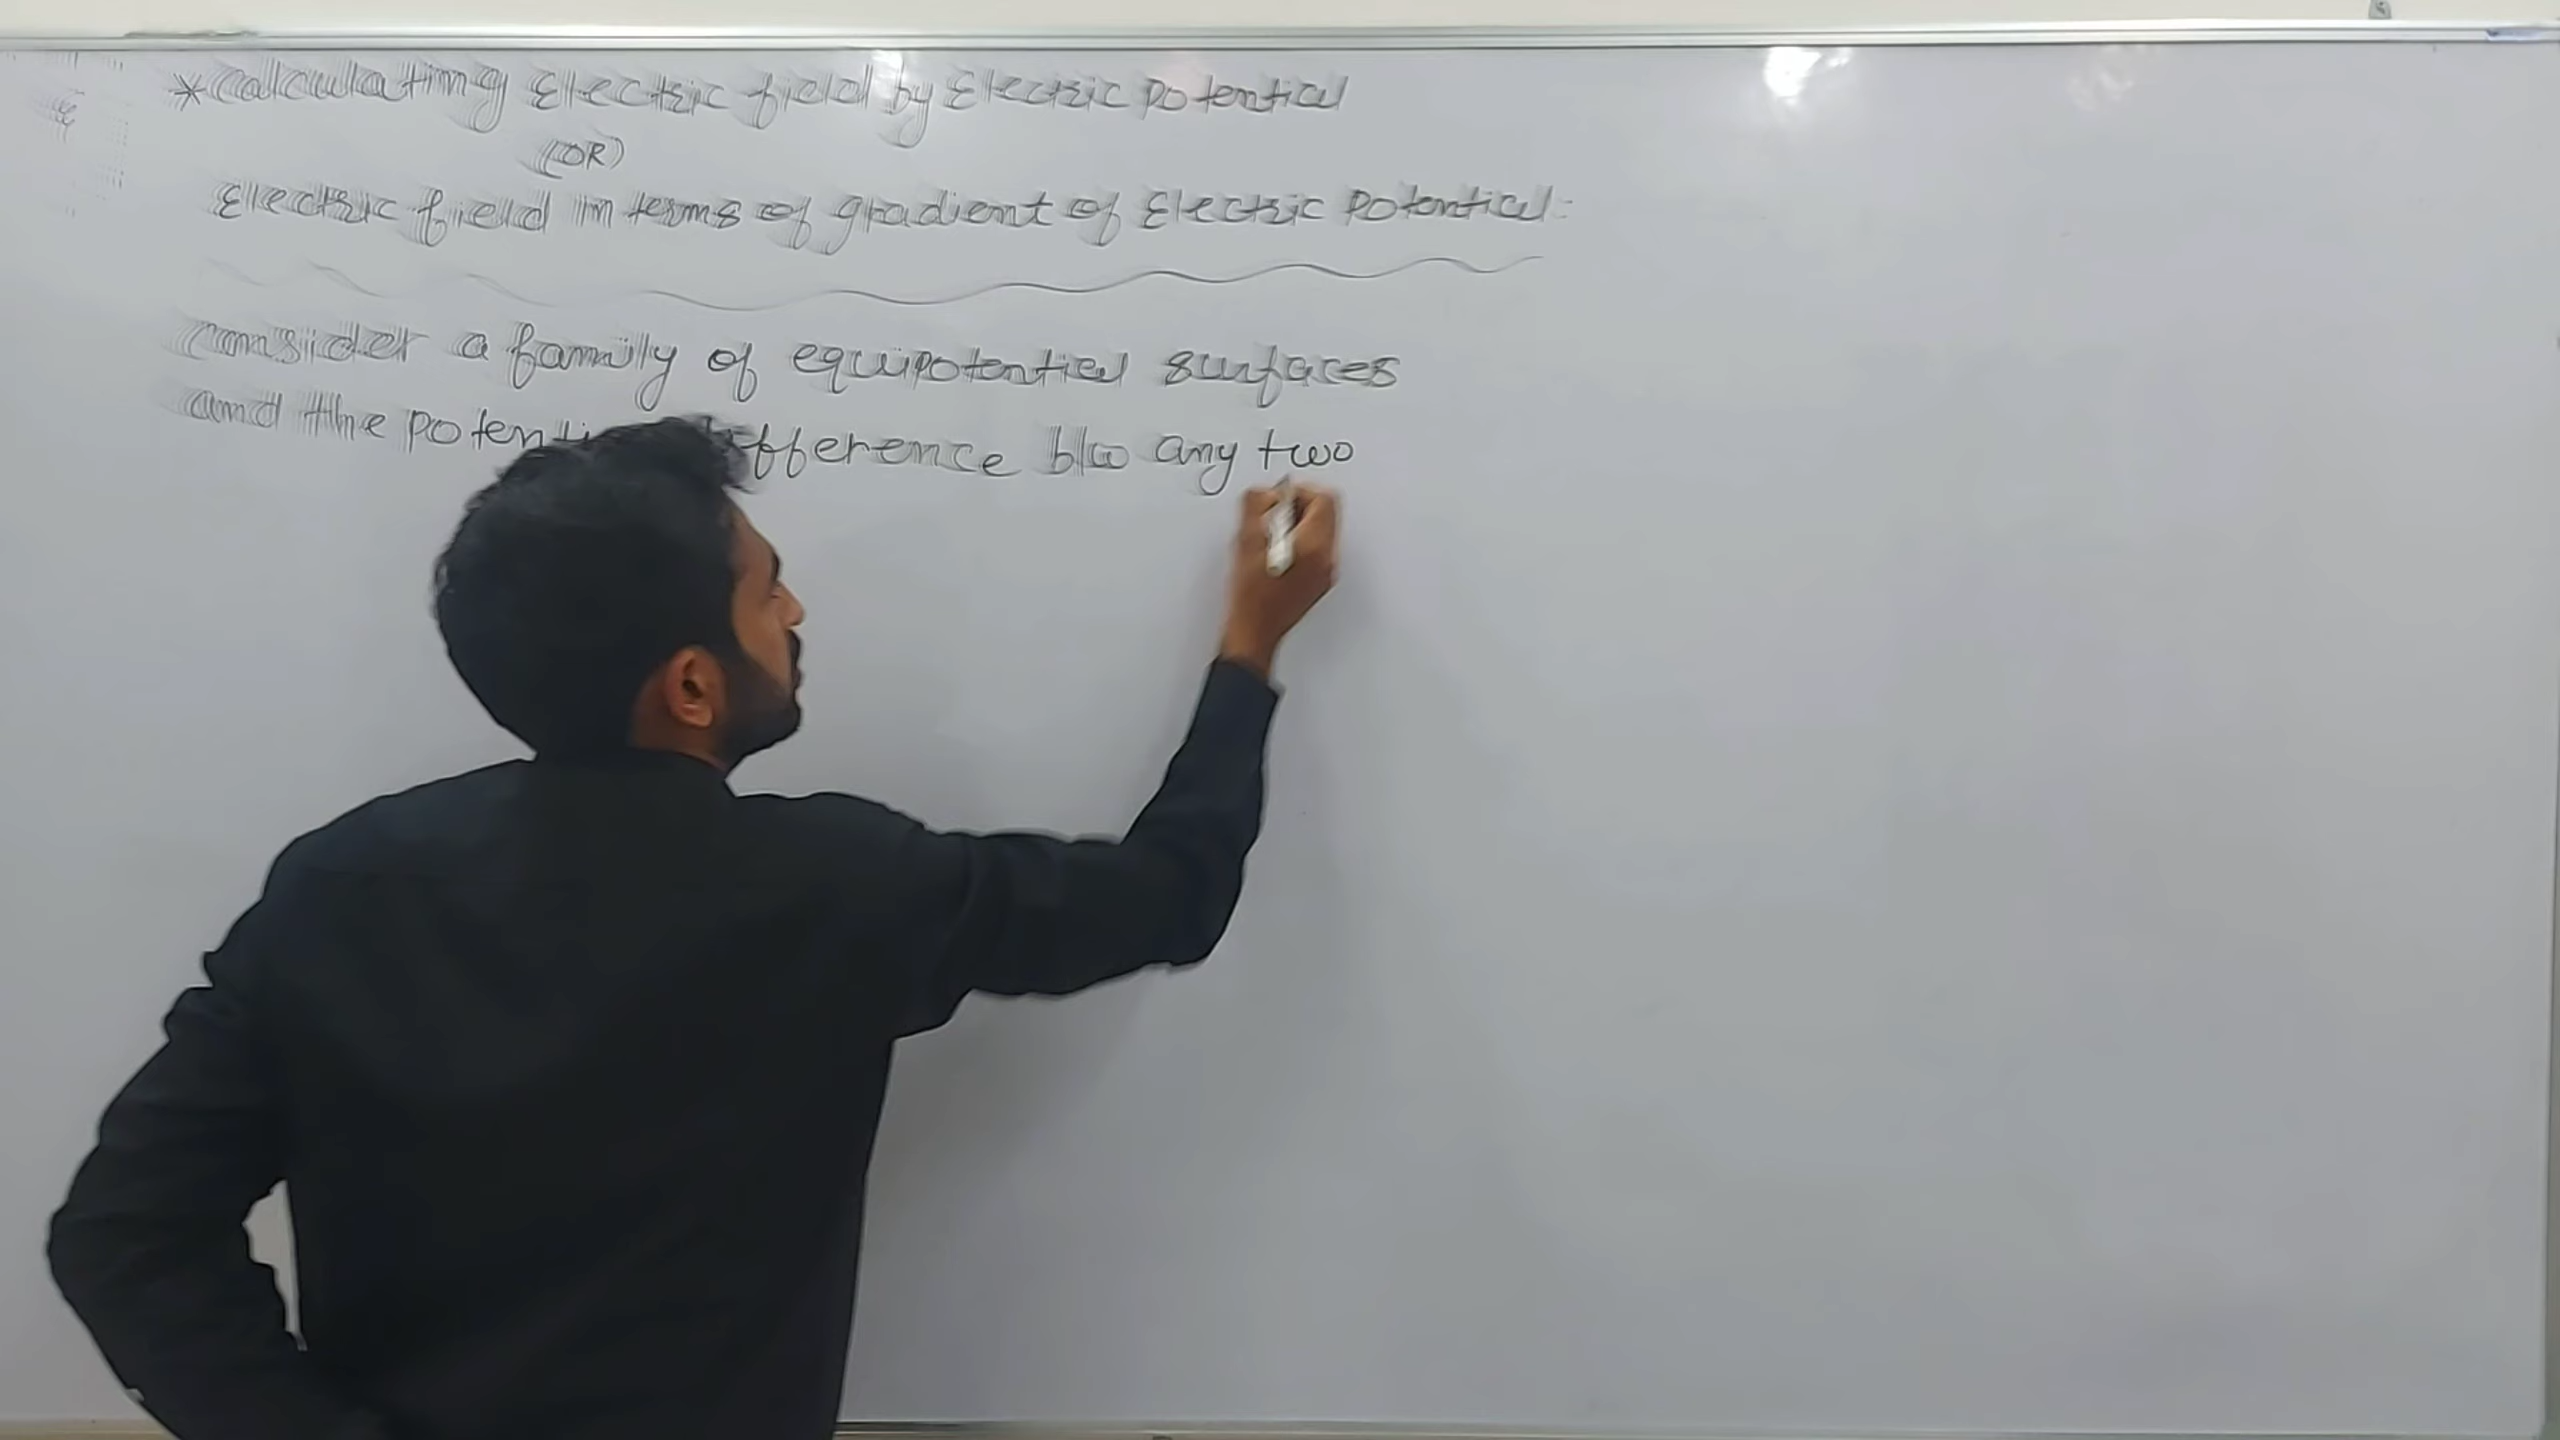 *Calculating Electric field by Electric potential
(OR)
Electric field in terms of gradient of Electric potential:
Consider a family of equipotential surfaces
and the difference b/w any two